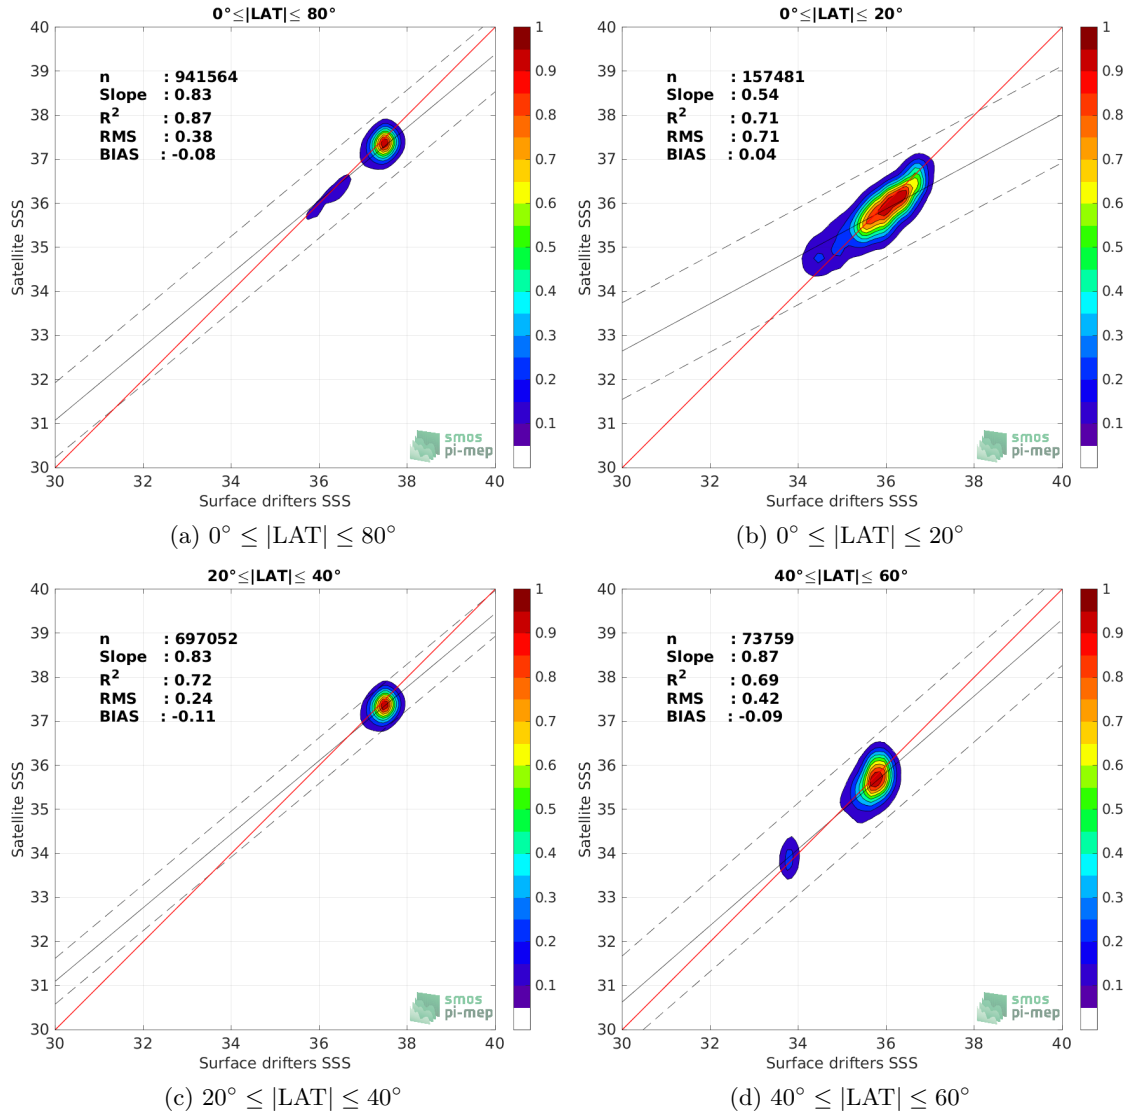 0°≤|LAT|≤ 80°
n : 941564
Slope : 0.83
R² : 0.87
RMS : 0.38
BIAS : -0.08
40
39
38
37
36
35
34
33
32
31
30
Satellite SSS
30 32 34 36 38 40
Surface drifters SSS
smos
pi-mep
1
0.9
0.8
0.7
0.6
0.5
0.4
0.3
0.2
0.1
(a) 0° ≤ |LAT| ≤ 80°
0°≤|LAT|≤ 20°
n : 157481
Slope : 0.54
R² : 0.71
RMS : 0.71
BIAS : 0.04
40
39
38
37
36
35
34
33
32
31
30
Satellite SSS
30 32 34 36 38 40
Surface drifters SSS
smos
pi-mep
1
0.9
0.8
0.7
0.6
0.5
0.4
0.3
0.2
0.1
(b) 0° ≤ |LAT| ≤ 20°
20°≤|LAT|≤ 40°
n : 697052
Slope : 0.83
R² : 0.72
RMS : 0.24
BIAS : -0.11
40
39
38
37
36
35
34
33
32
31
30
Satellite SSS
30 32 34 36 38 40
Surface drifters SSS
smos
pi-mep
1
0.9
0.8
0.7
0.6
0.5
0.4
0.3
0.2
0.1
(c) 20° ≤ |LAT| ≤ 40°
40°≤|LAT|≤ 60°
n : 73759
Slope : 0.87
R² : 0.69
RMS : 0.42
BIAS : -0.09
40
39
38
37
36
35
34
33
32
31
30
Satellite SSS
30 32 34 36 38 40
Surface drifters SSS
smos
pi-mep
1
0.9
0.8
0.7
0.6
0.5
0.4
0.3
0.2
0.1
(d) 40° ≤ |LAT| ≤ 60°